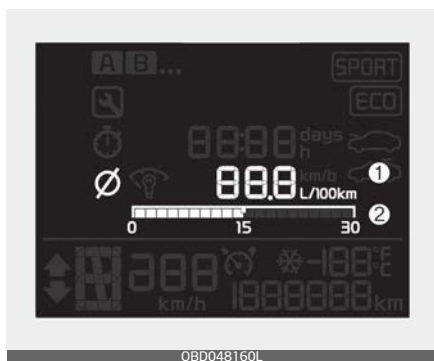 A B... SPORT
ECO
88:88 days
h
Ø 88.8 km/h
L/100km ①
②
0 15 30
188 -188 °F
°C
km/h 1888888 km
OBD048160L